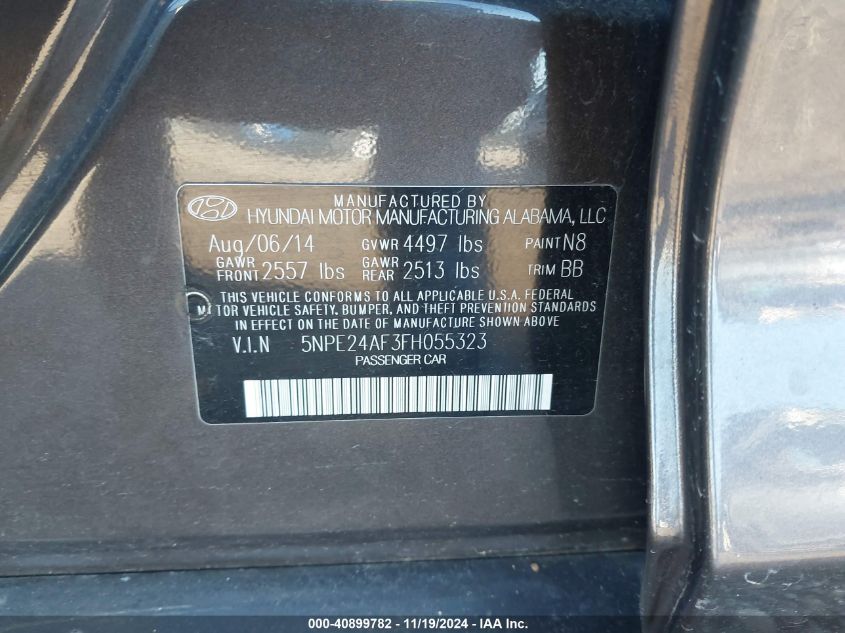 MANUFACTURED BY
HYUNDAI MOTOR MANUFACTURING ALABAMA, LLC
Aug/06/14 GVWR 4497 lbs PAINT N8
GAWR FRONT 2557 lbs GAWR REAR 2513 lbs TRIM BB
THIS VEHICLE CONFORMS TO ALL APPLICABLE U.S.A. FEDERAL
MOTOR VEHICLE SAFETY, BUMPER, AND THEFT PREVENTION STANDARDS
IN EFFECT ON THE DATE OF MANUFACTURE SHOWN ABOVE
V.I.N 5NPE24AF3FH055323
PASSENGER CAR
000-40899782 - 11/19/2024 - IAA Inc.